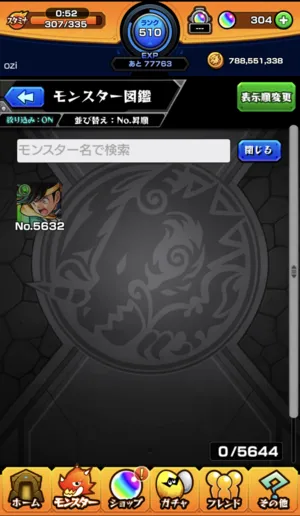 スタミナ 0:52 307/335
ランク 510
EXP
あと 77763
304
ozi
788,551,338
モンスター図鑑
表示順変更
絞り込み:ON 並び替え:No.昇順
モンスター名で検索
閉じる
No.5632
0/5644
ホーム モンスター ショップ ガチャ フレンド その他